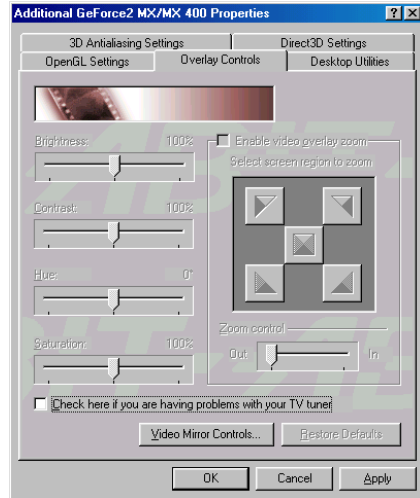 Additional GeForce2 MX/MX 400 Properties
3D Antialiasing Settings
Direct3D Settings
OpenGL Settings
Overlay Controls
Desktop Utilities
Brightness:
100%
Enable video overlay zoom
Select screen region to zoom
Contrast:
100%
Hue:
0°
Zoom control
Saturation:
100%
Out
In
Check here if you are having problems with your TV tuner
Video Mirror Controls...
Restore Defaults
OK
Cancel
Apply